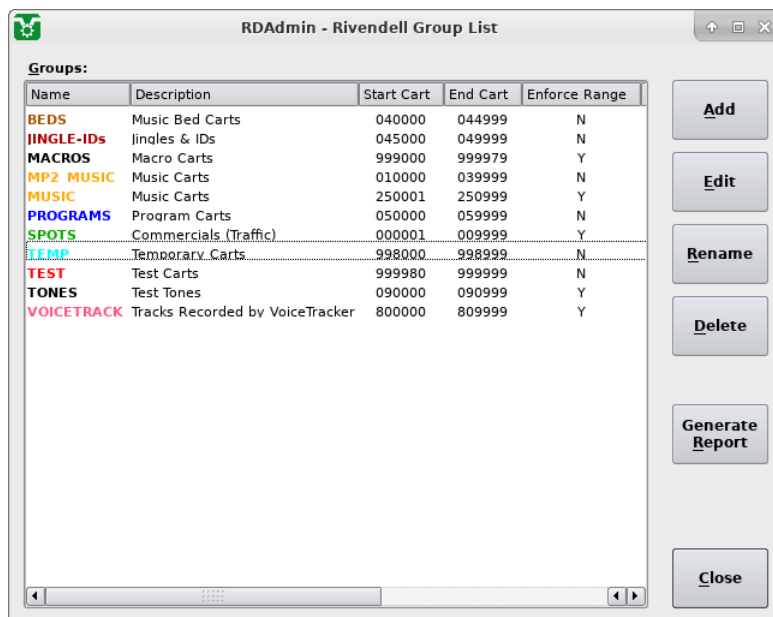 RDAdmin - Rivendell Group List
Groups:
Name Description Start Cart End Cart Enforce Range
BEDS Music Bed Carts 040000 044999 N
JINGLE-IDs Jingles & IDs 045000 049999 N
MACROS Macro Carts 999000 999979 Y
MP2 MUSIC Music Carts 010000 039999 N
MUSIC Music Carts 250001 250999 Y
PROGRAMS Program Carts 050000 059999 N
SPOTS Commercials (Traffic) 000001 009999 Y
TEMP Temporary Carts 998000 998999 N
TEST Test Carts 999980 999999 N
TONES Test Tones 090000 090999 Y
VOICETRACK Tracks Recorded by VoiceTracker 800000 809999 Y
Add
Edit
Rename
Delete
Generate
Report
Close